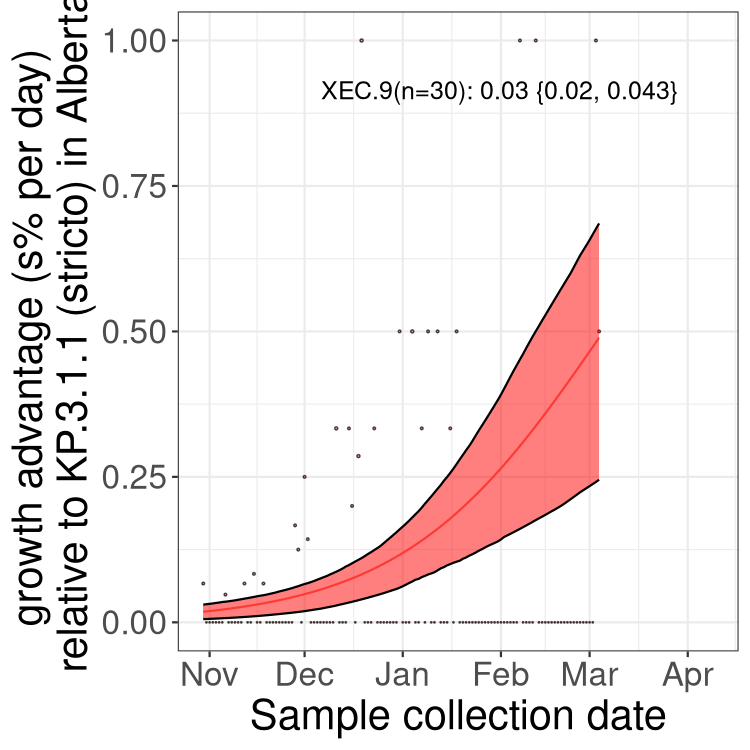 growth advantage (s% per day)
relative to KP.3.1.1 (stricto) in Alberta
1.00
0.75
0.50
0.25
0.00
XEC.9(n=30): 0.03 {0.02, 0.043}
Nov Dec Jan Feb Mar Apr
Sample collection date